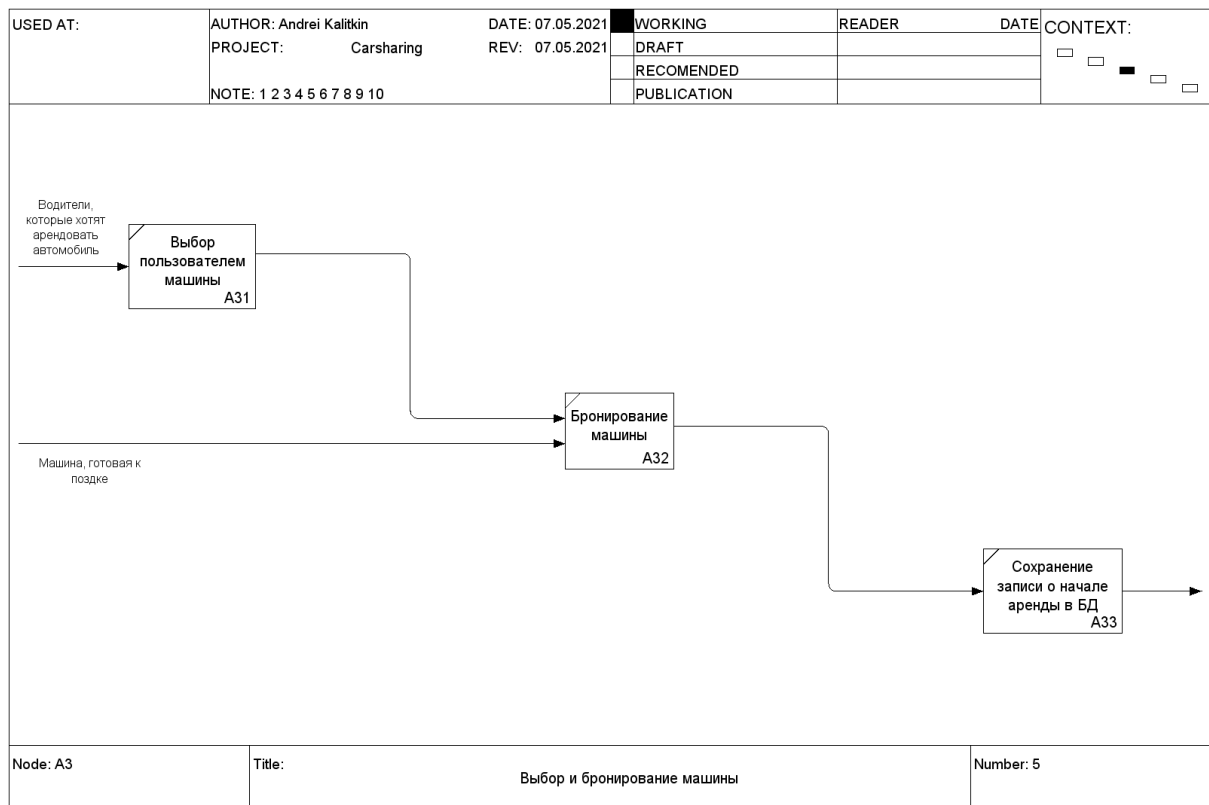 USED AT:
AUTHOR: Andrei Kalitkin
DATE: 07.05.2021
PROJECT: Carsharing
REV: 07.05.2021
NOTE: 1 2 3 4 5 6 7 8 9 10
WORKING
DRAFT
RECOMENDED
PUBLICATION
READER
DATE
CONTEXT:
Водители,
которые хотят
арендовать
автомобиль
Выбор
пользователем
машины
A31
Бронирование
машины
A32
Машина, готовая к
поздке
Сохранение
записи о начале
аренды в БД
A33
Node: A3
Title:
Выбор и бронирование машины
Number: 5